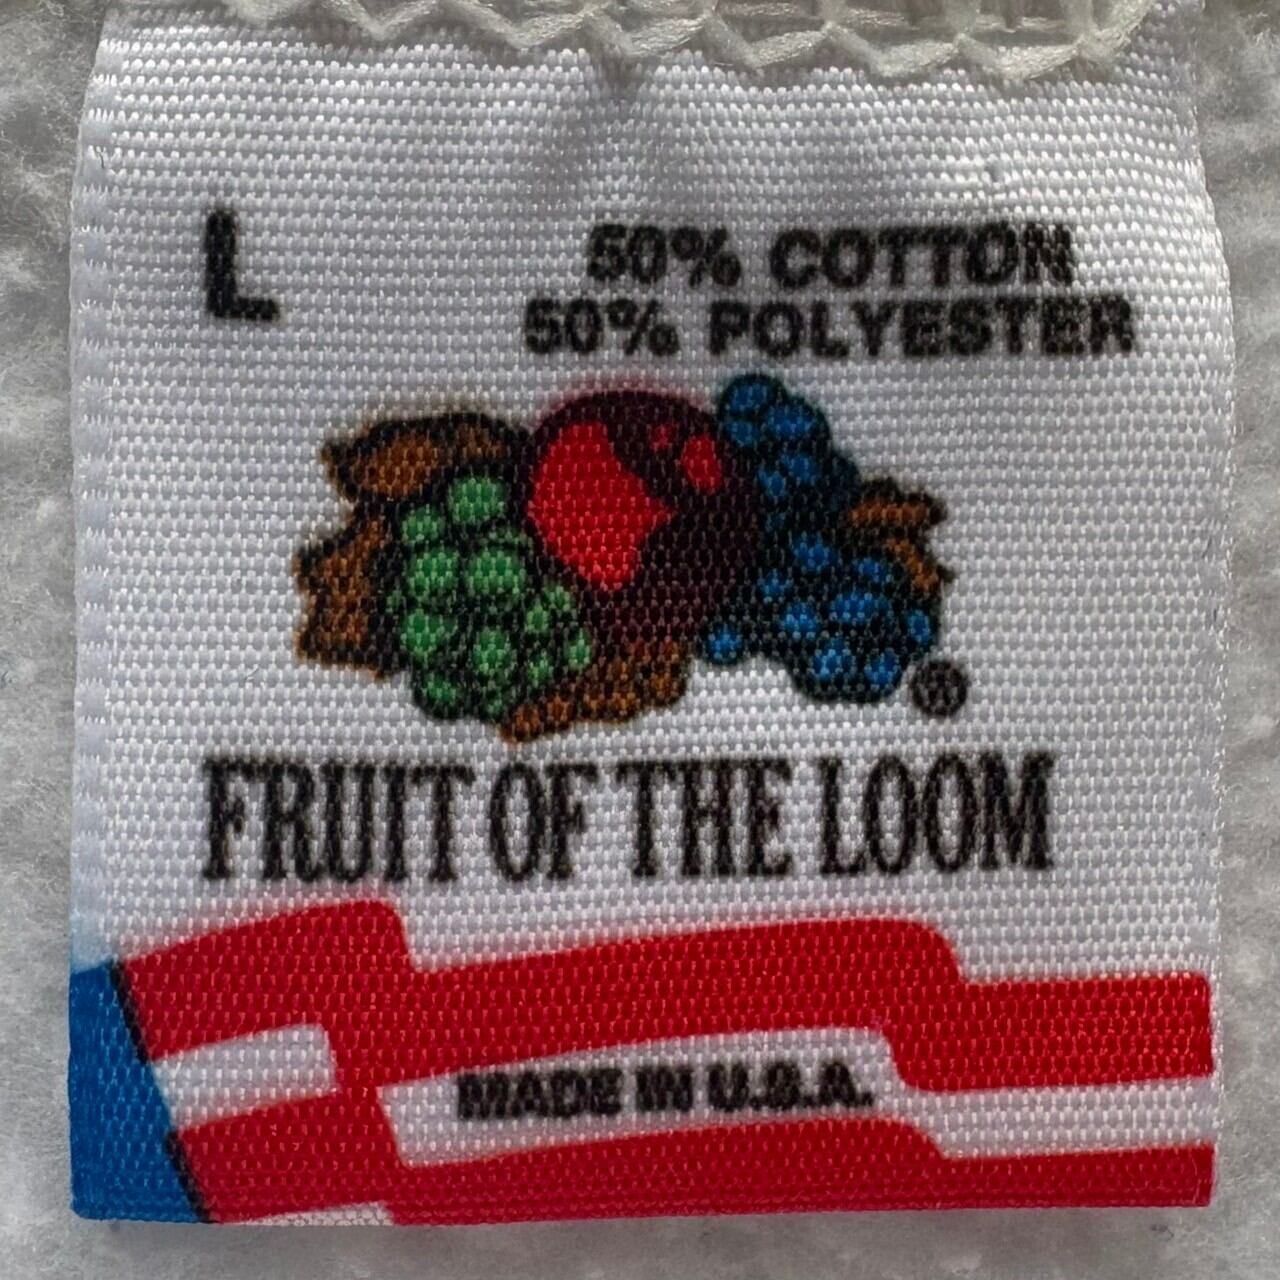 L
50% COTTON
50% POLYESTER
®
FRUIT OF THE LOOM
MADE IN U.S.A.